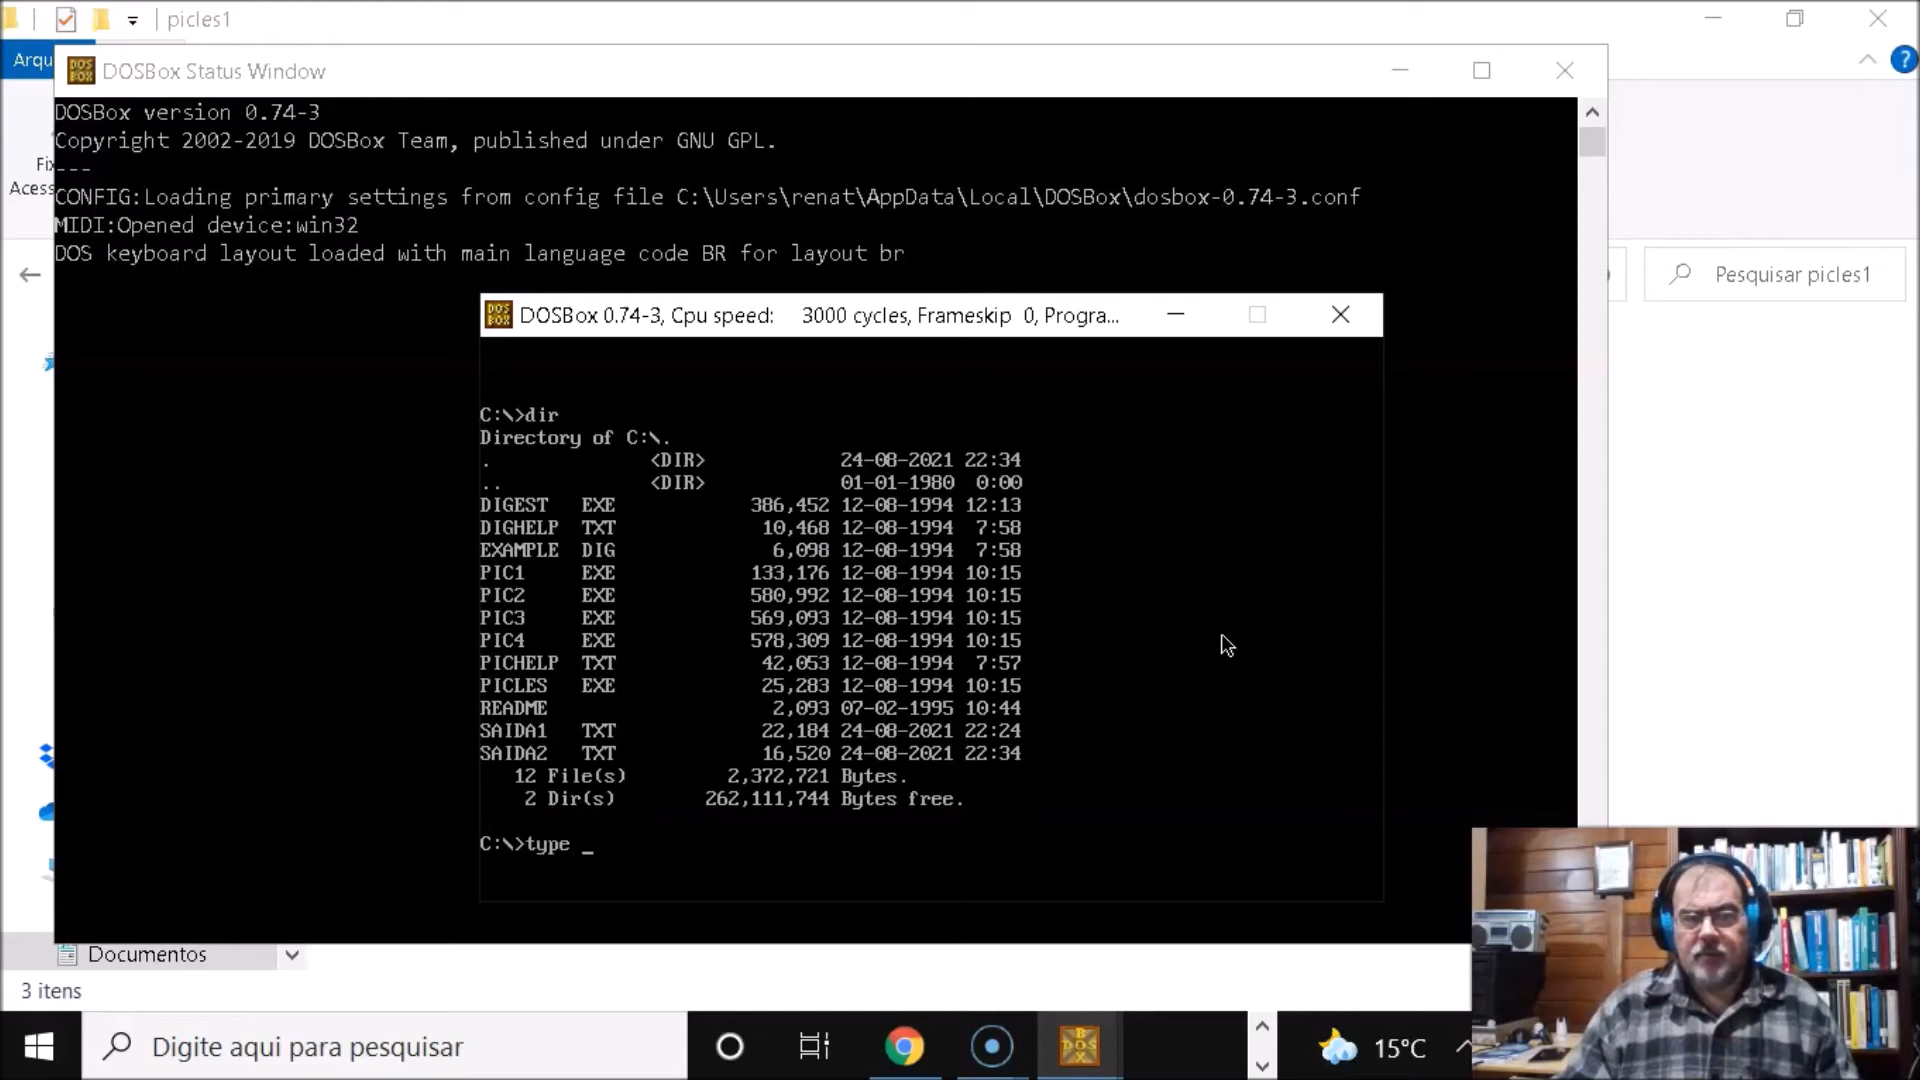 picles1
Arqu
DOSBox Status Window
DOSBox version 0.74-3
Copyright 2002-2019 DOSBox Team, published under GNU GPL.
---
CONFIG:Loading primary settings from config file C:\Users\renat\AppData\Local\DOSBox\dosbox-0.74-3.conf
MIDI:Opened device:win32
DOS keyboard layout loaded with main language code BR for layout br
Fix
Acess
Pesquisar picles1
DOSBox 0.74-3, Cpu speed: 3000 cycles, Frameskip 0, Progra...
C:\>dir
Directory of C:\.
. <DIR> 24-08-2021 22:34
.. <DIR> 01-01-1980 0:00
DIGEST EXE 386,452 12-08-1994 12:13
DIGHELP TXT 10,468 12-08-1994 7:58
EXAMPLE DIG 6,098 12-08-1994 7:58
PIC1 EXE 133,176 12-08-1994 10:15
PIC2 EXE 580,992 12-08-1994 10:15
PIC3 EXE 569,093 12-08-1994 10:15
PIC4 EXE 578,309 12-08-1994 10:15
PICHELP TXT 42,053 12-08-1994 7:57
PICLES EXE 25,283 12-08-1994 10:15
README 2,093 07-02-1995 10:44
SAIDA1 TXT 22,184 24-08-2021 22:24
SAIDA2 TXT 16,520 24-08-2021 22:34
12 File(s) 2,372,721 Bytes.
2 Dir(s) 262,111,744 Bytes free.
C:\>type _
Documentos
3 itens
Digite aqui para pesquisar
15°C